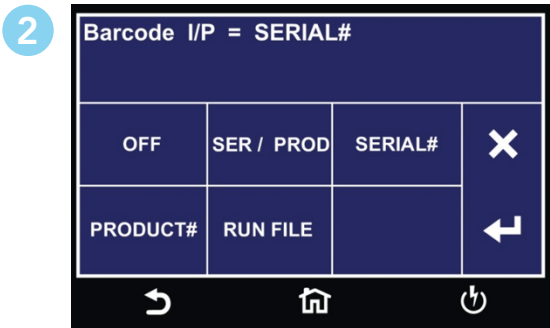 2
Barcode I/P = SERIAL#
OFF
SER / PROD
SERIAL#
PRODUCT#
RUN FILE